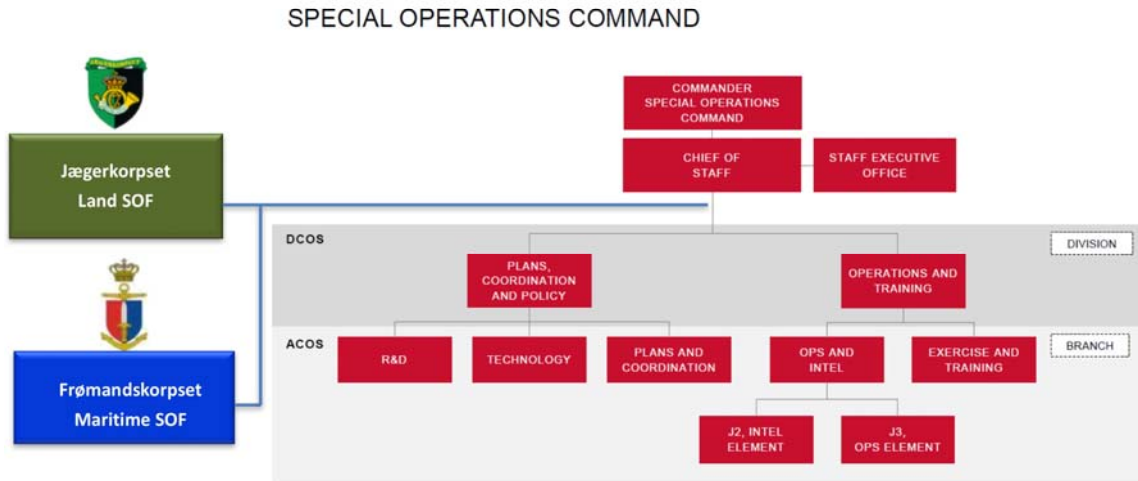 SPECIAL OPERATIONS COMMAND
Jægerkorpset
Land SOF
Frømandskorpset
Maritime SOF
COMMANDER
SPECIAL OPERATIONS
COMMAND
CHIEF OF
STAFF
STAFF EXECUTIVE
OFFICE
DCOS
DIVISION
PLANS,
COORDINATION
AND POLICY
OPERATIONS AND
TRAINING
ACOS
BRANCH
R&D
TECHNOLOGY
PLANS AND
COORDINATION
OPS AND
INTEL
EXERCISE AND
TRAINING
J2, INTEL
ELEMENT
J3,
OPS ELEMENT